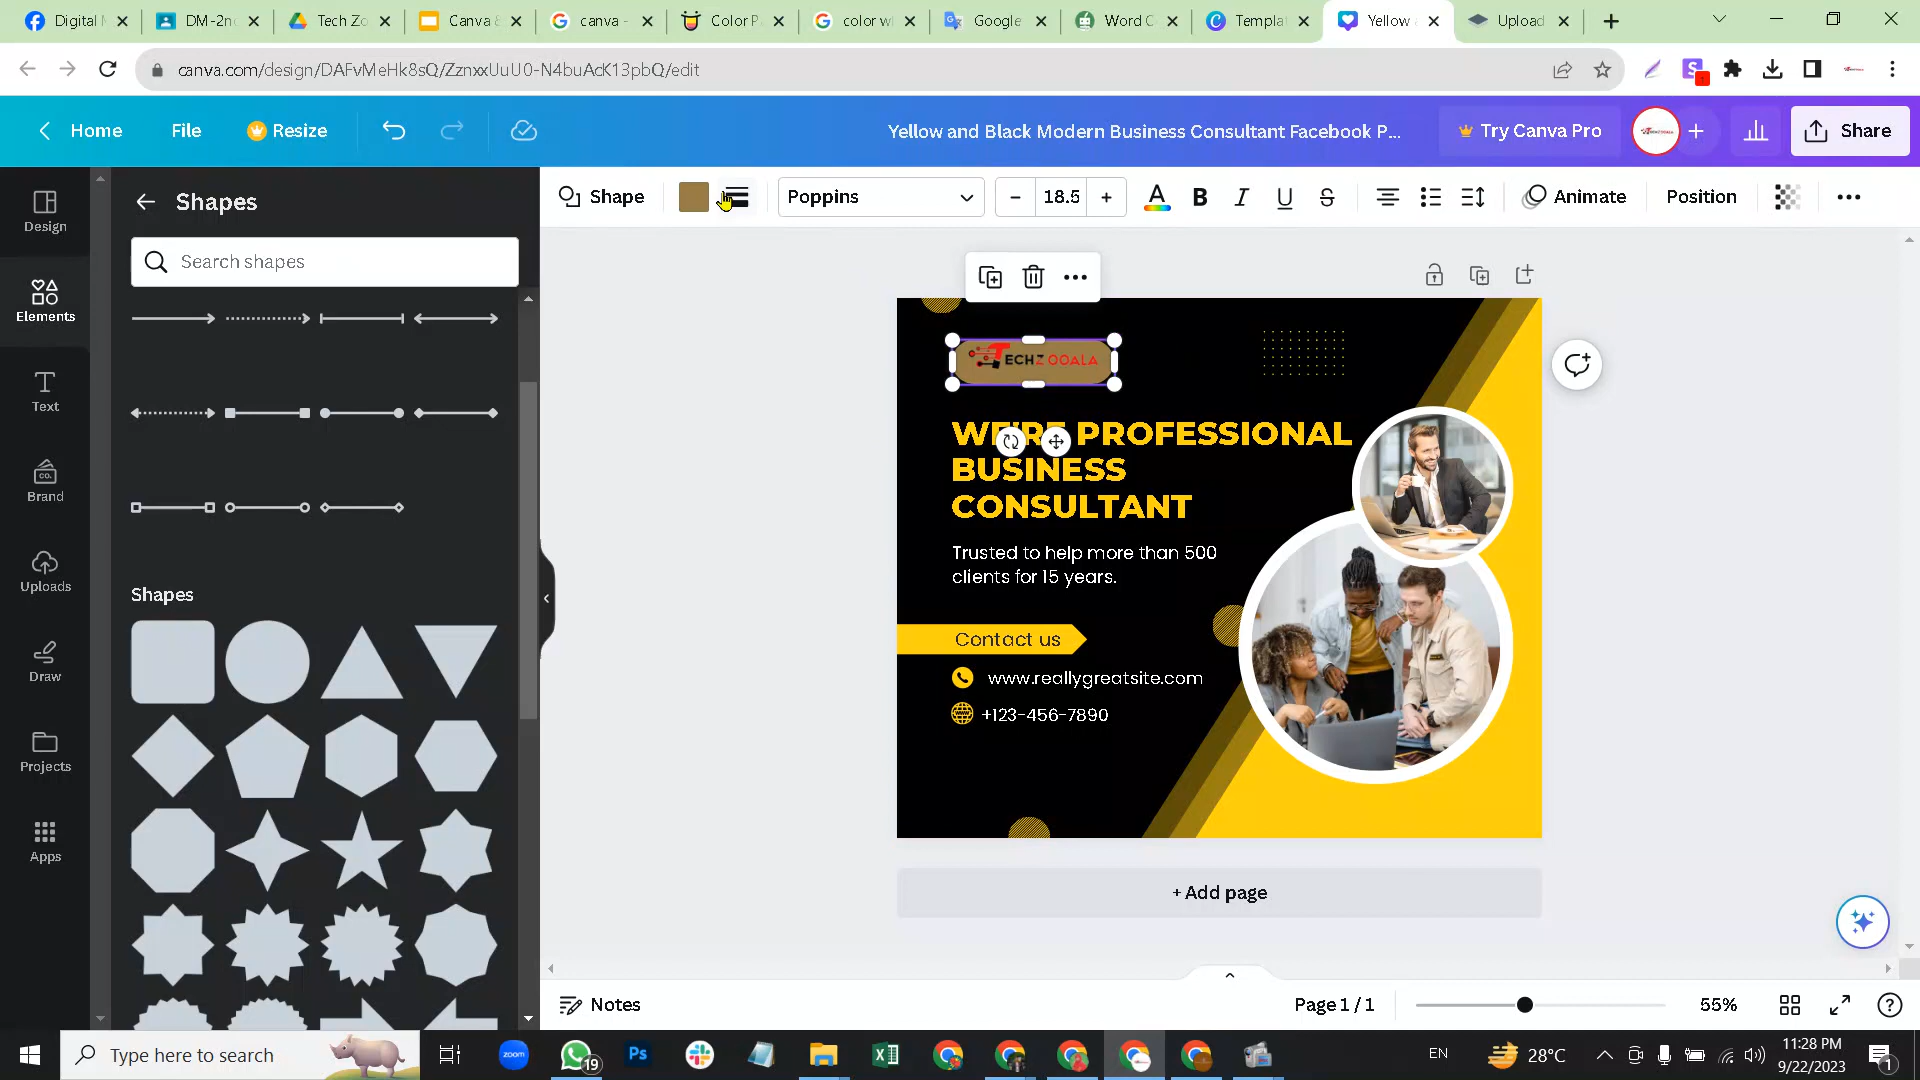 Digital M
DM-2n
Tech Zo
Canva &
canva -
Color P
color w
Google
Word C
Templa
Yellow
Upload
canva.com/design/DAFvMeHk8sQ/ZznxxUuU0-N4buAcK13pbQ/edit
Home
File
Resize
Yellow and Black Modern Business Consultant Facebook P...
Try Canva Pro
Share
Design
Elements
Text
Brand
Uploads
Draw
Projects
Apps
Shapes
Search shapes
Shapes
Shape
Poppins
18.5
A
B
I
U
S
Animate
Position
TECHZOOALA
WE'RE PROFESSIONAL
BUSINESS
CONSULTANT
Trusted to help more than 500
clients for 15 years.
Contact us
www.reallygreatsite.com
+123-456-7890
+ Add page
Notes
Page 1 / 1
55%
Type here to search
zoom
19
Ps
EN
28°C
11:28 PM
9/22/2023
1